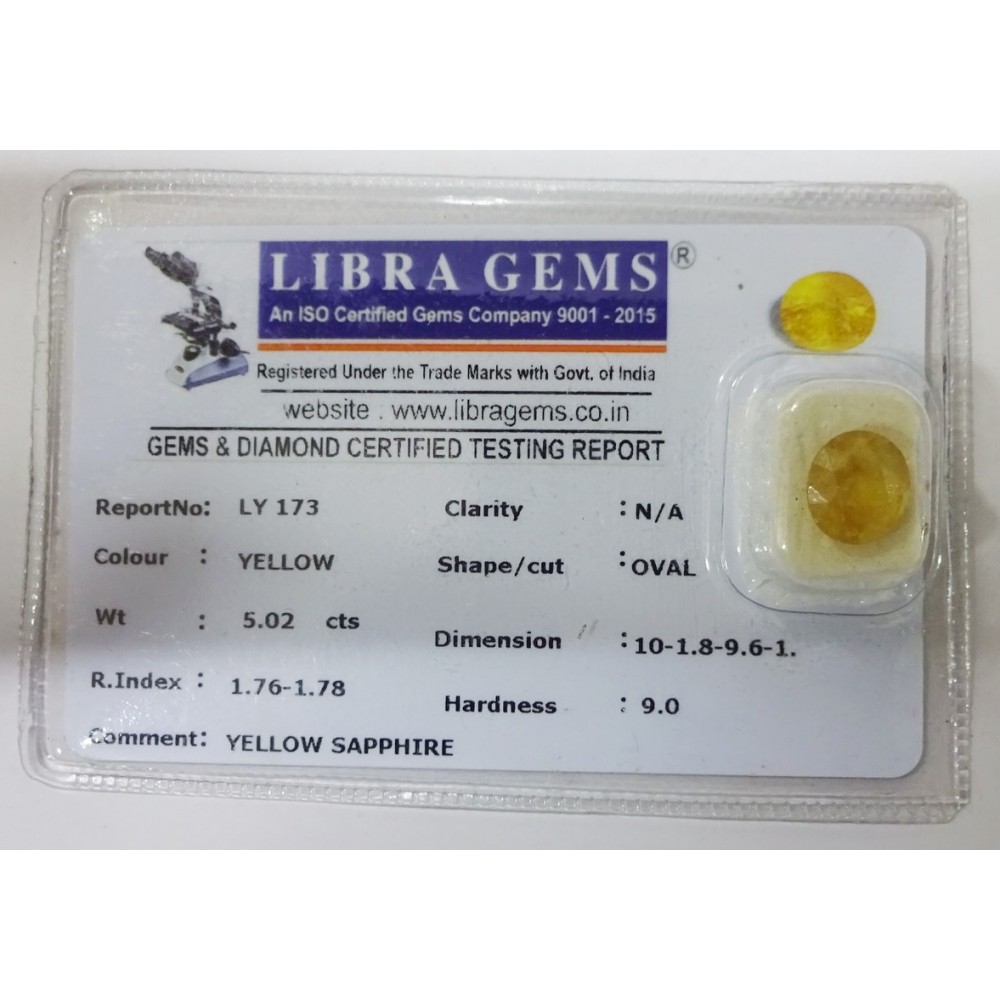 LIBRA GEMS ®
An ISO Certified Gems Company 9001 - 2015
Registered Under the Trade Marks with Govt. of India
website . www.libragems.co.in
GEMS & DIAMOND CERTIFIED TESTING REPORT
ReportNo: LY 173
Clarity : N/A
Colour : YELLOW
Shape/cut : OVAL
Wt : 5.02 cts
Dimension : 10-1.8-9.6-1.
R.Index : 1.76-1.78
Hardness : 9.0
Comment: YELLOW SAPPHIRE